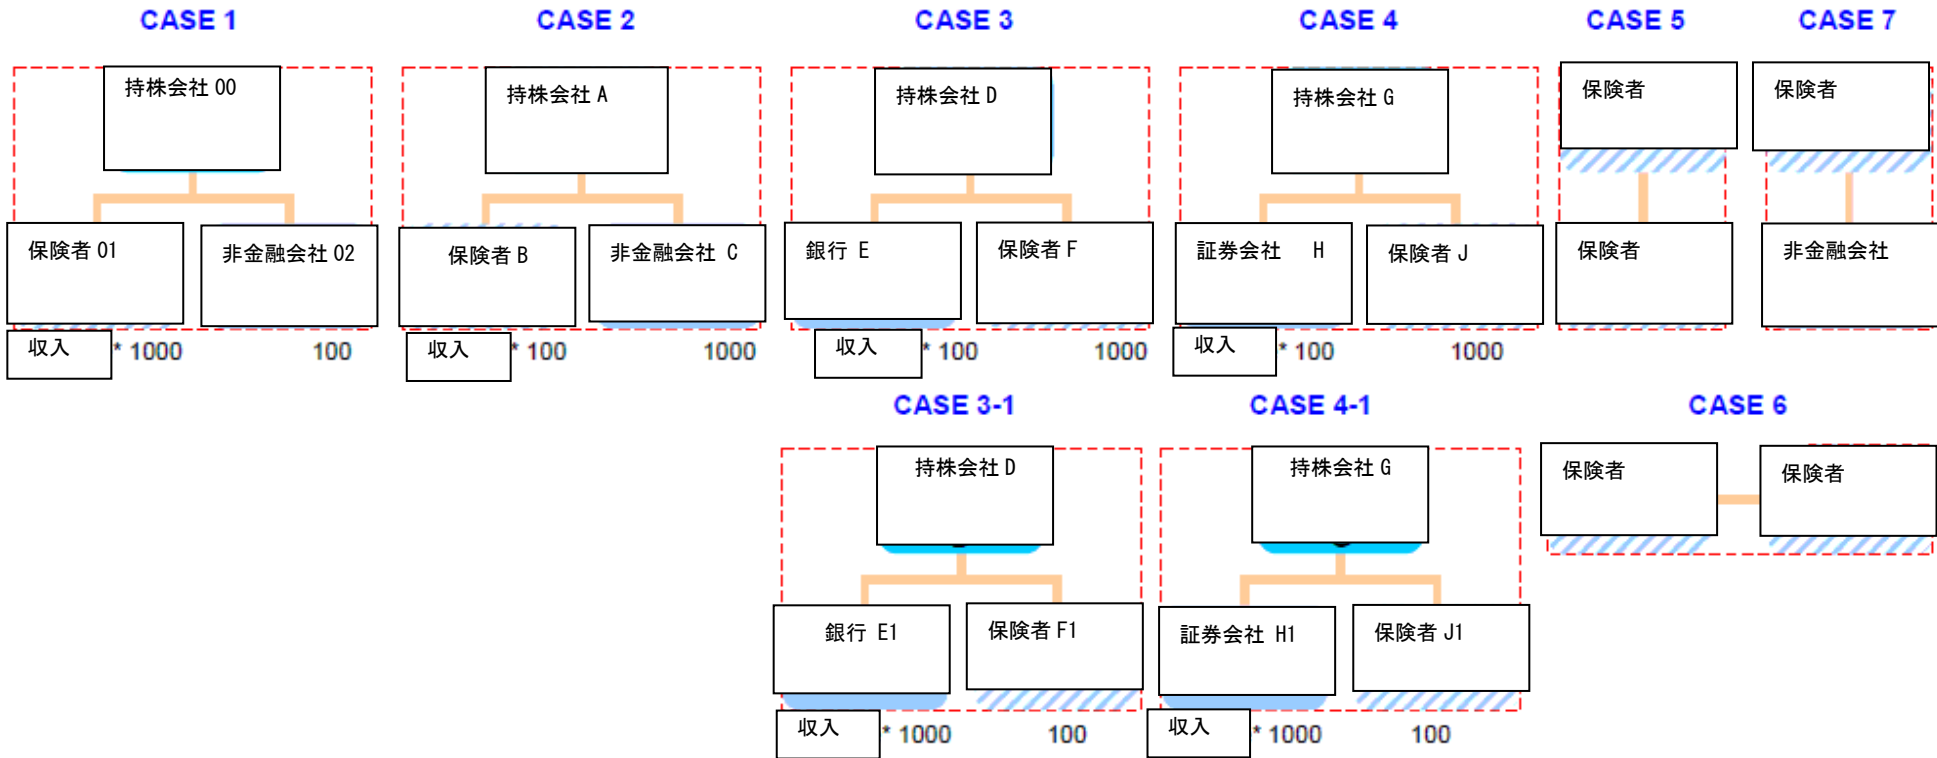 CASE 1
CASE 2
CASE 3
CASE 4
CASE 5
CASE 7
持株会社 00
持株会社 A
持株会社 D
持株会社 G
保険者
保険者
保険者 01
非金融会社 02
保険者 B
非金融会社 C
銀行 E
保険者 F
証券会社 H
保険者 J
保険者
非金融会社
収入 * 1000 100
収入 * 100 1000
収入 * 100 1000
収入 * 100 1000
CASE 3-1
CASE 4-1
CASE 6
持株会社 D
持株会社 G
保険者
保険者
銀行 E1
保険者 F1
証券会社 H1
保険者 J1
収入 * 1000 100
収入 * 1000 100